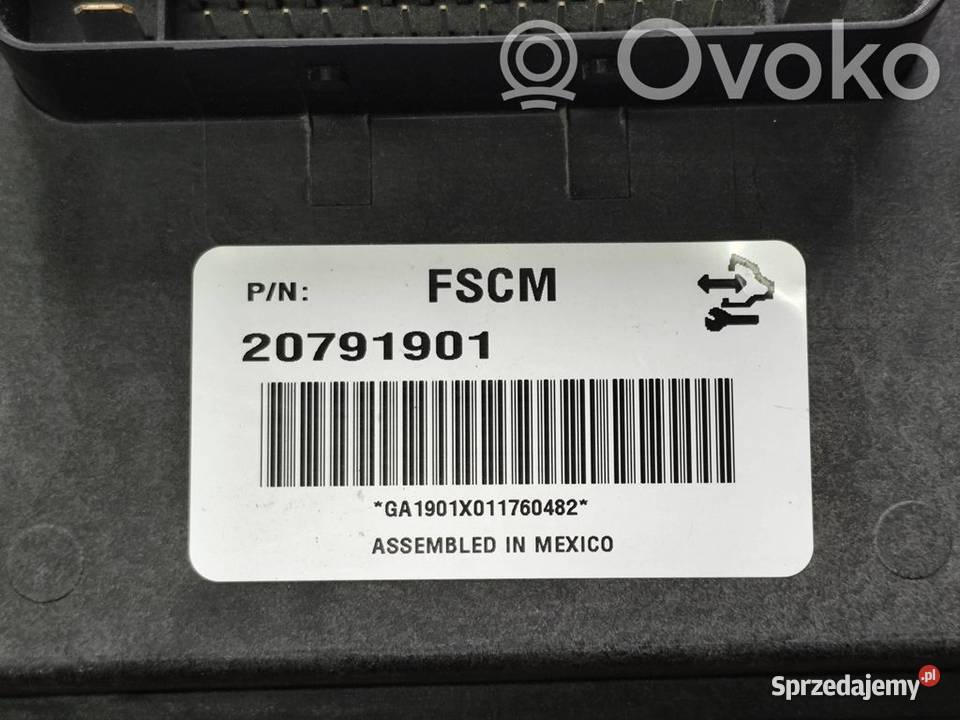 Ovoko
P/N: FSCM
20791901
*GA1901X011760482*
ASSEMBLED IN MEXICO
Sprzedajemy.pl